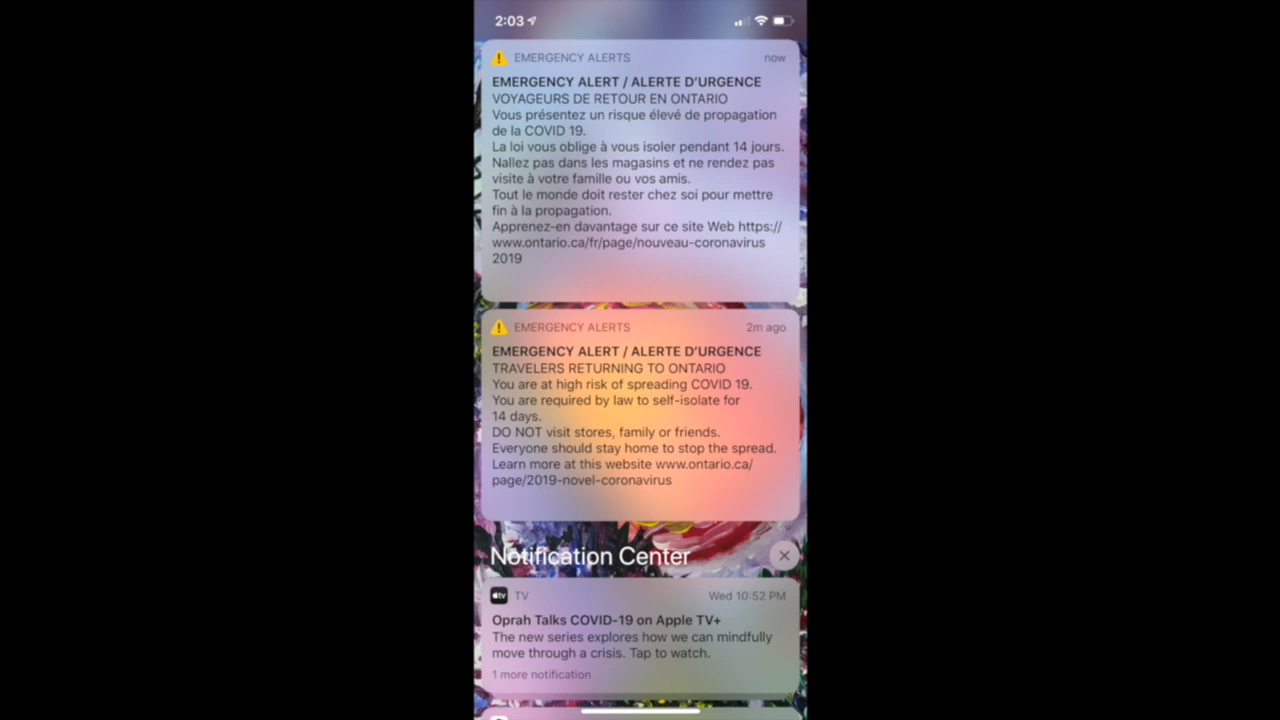 2:03
EMERGENCY ALERTS
now
EMERGENCY ALERT / ALERTE D'URGENCE
VOYAGEURS DE RETOUR EN ONTARIO
Vous présentez un risque élevé de propagation
de la COVID 19.
La loi vous oblige à vous isoler pendant 14 jours.
Nallez pas dans les magasins et ne rendez pas
visite à votre famille ou vos amis.
Tout le monde doit rester chez soi pour mettre
fin à la propagation.
Apprenez-en davantage sur ce site Web https://
www.ontario.ca/fr/page/nouveau-coronavirus
2019
EMERGENCY ALERTS
2m ago
EMERGENCY ALERT / ALERTE D'URGENCE
TRAVELERS RETURNING TO ONTARIO
You are at high risk of spreading COVID 19.
You are required by law to self-isolate for
14 days.
DO NOT visit stores, family or friends.
Everyone should stay home to stop the spread.
Learn more at this website www.ontario.ca/
page/2019-novel-coronavirus
Notification Center
tv
TV
Wed 10:52 PM
Oprah Talks COVID-19 on Apple TV+
The new series explores how we can mindfully
move through a crisis. Tap to watch.
1 more notification